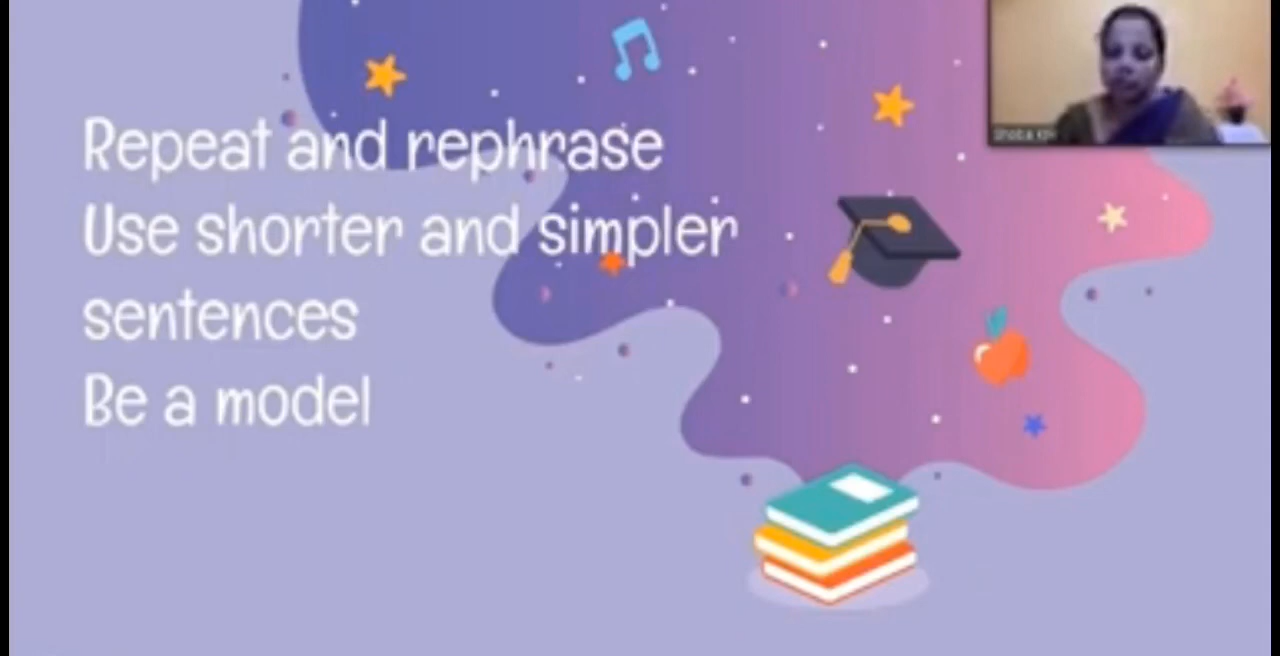 Repeat and rephrase
Use shorter and simpler
sentences
Be a model